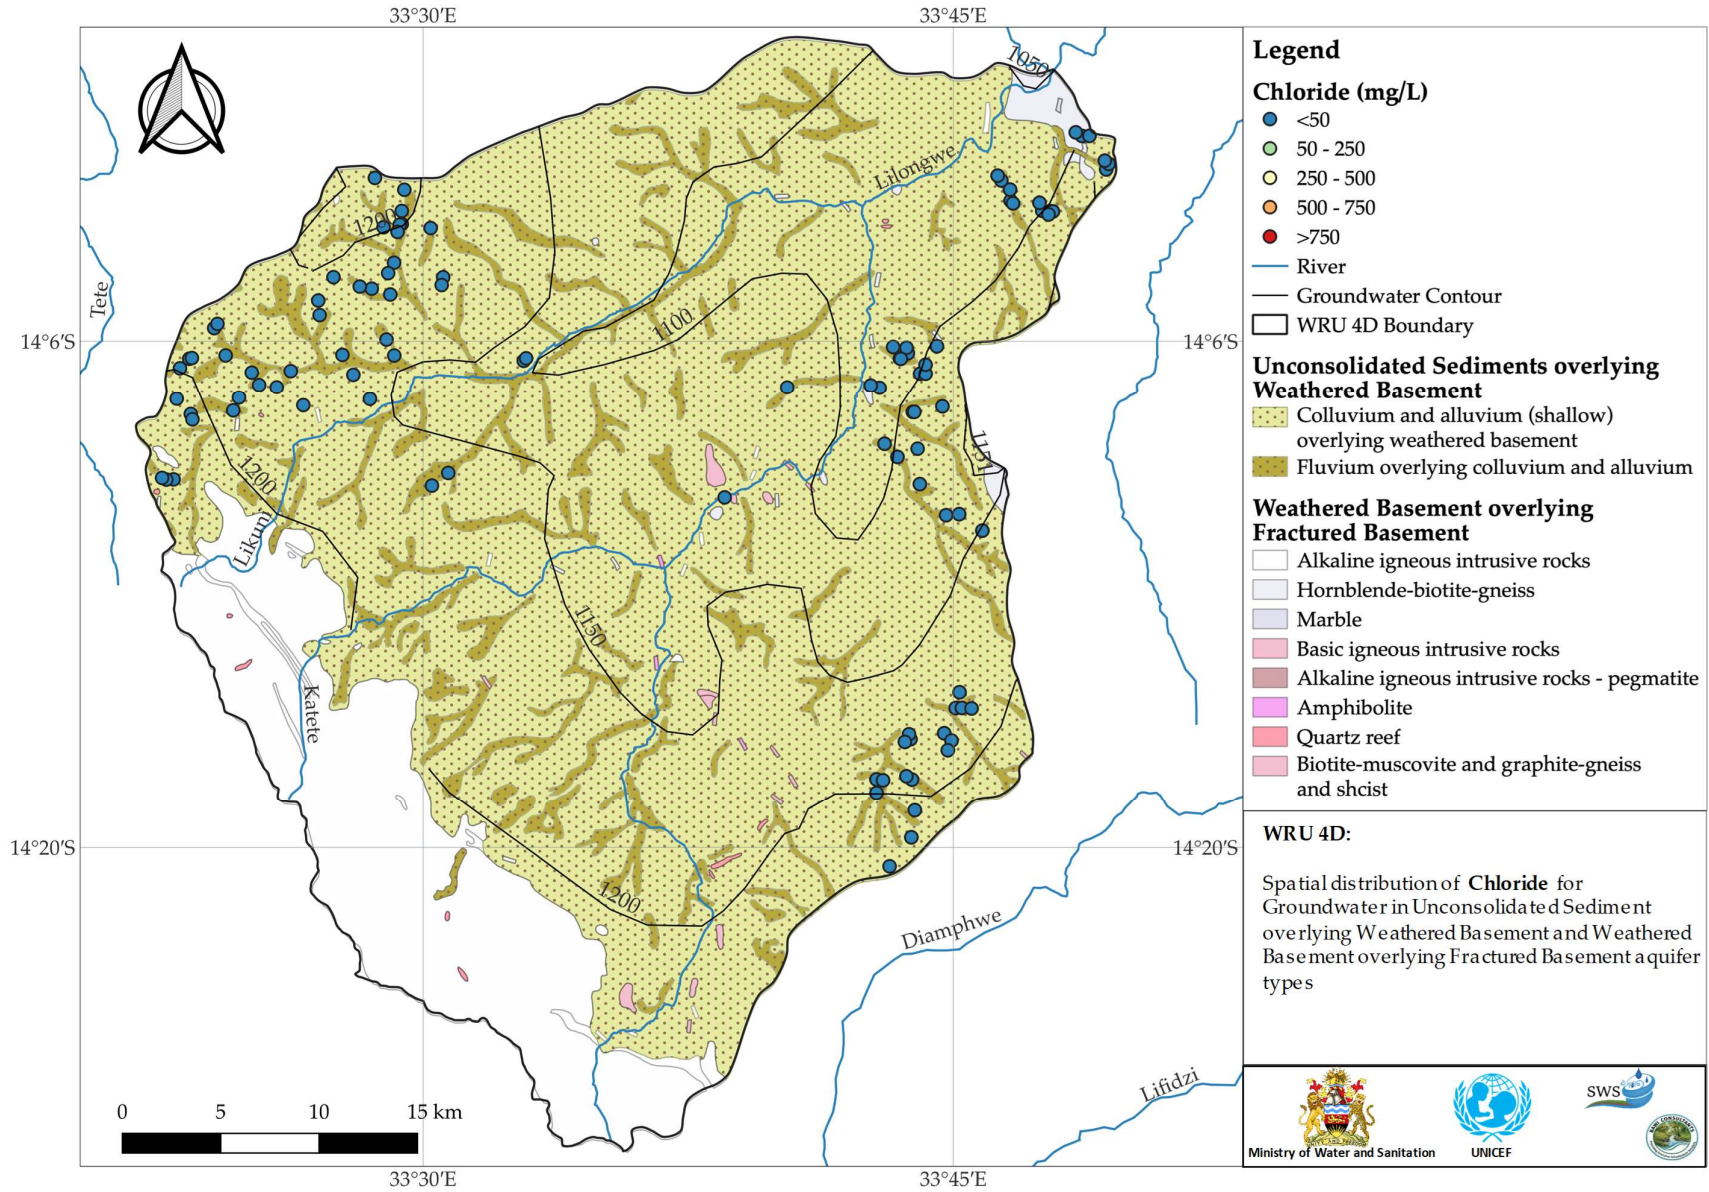 33°30'E
33°45'E
1050
Lilongwe
1200
Tete
1100
14°6'S
14°6'S
1151
1200
Likuni
1150
Katete
14°20'S
14°20'S
1200
Diamphwe
Lifidzi
0 5 10 15 km
33°30'E
33°45'E
Legend
Chloride (mg/L)
<50
50 - 250
250 - 500
500 - 750
>750
River
Groundwater Contour
WRU 4D Boundary
Unconsolidated Sediments overlying
Weathered Basement
Colluvium and alluvium (shallow)
overlying weathered basement
Fluvium overlying colluvium and alluvium
Weathered Basement overlying
Fractured Basement
Alkaline igneous intrusive rocks
Hornblende-biotite-gneiss
Marble
Basic igneous intrusive rocks
Alkaline igneous intrusive rocks - pegmatite
Amphibolite
Quartz reef
Biotite-muscovite and graphite-gneiss
and shcist
WRU 4D:
Spatial distribution of Chloride for
Groundwater in Unconsolidated Sediment
overlying Weathered Basement and Weathered
Basement overlying Fractured Basement aquifer
types
SWS
Ministry of Water and Sanitation
UNICEF